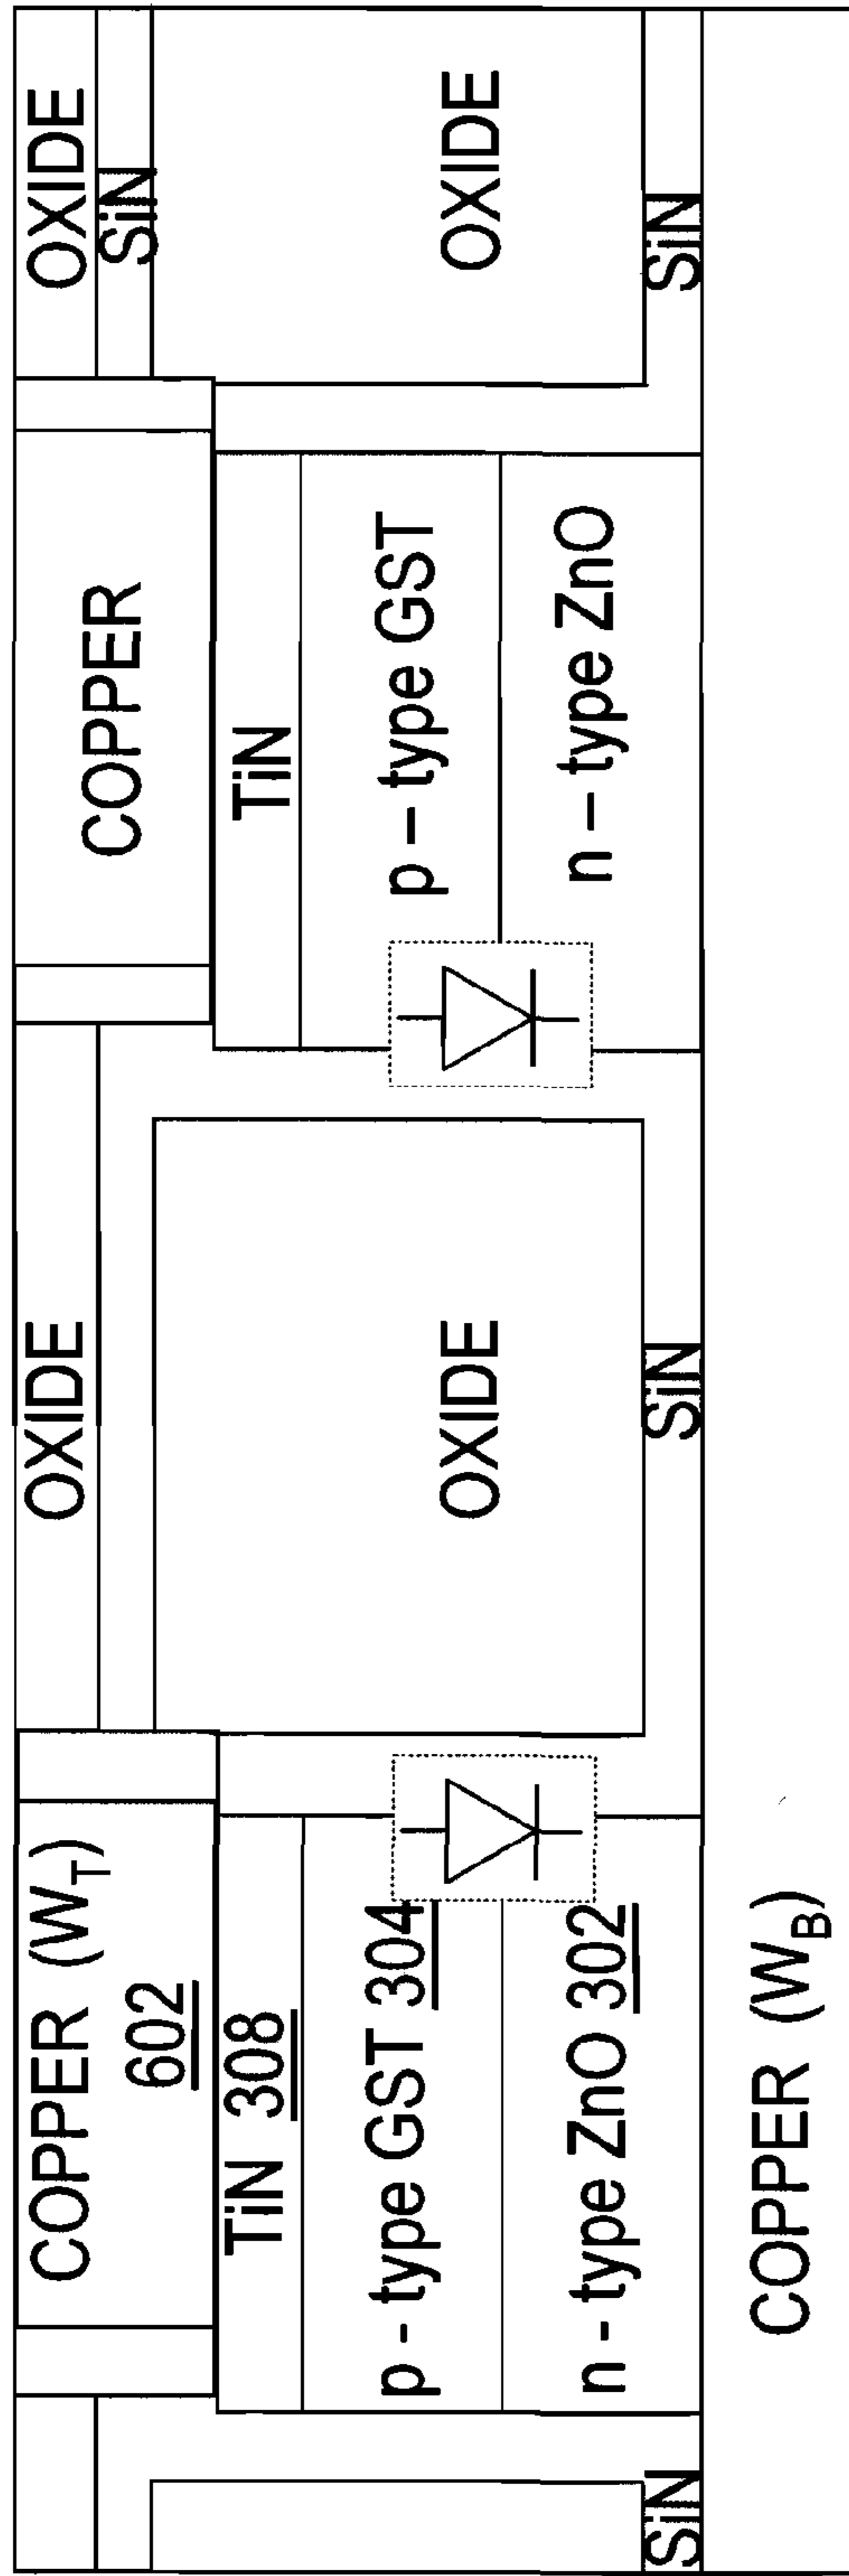 COPPER (W_T)
602
OXIDE
COPPER
OXIDE
SiN
TiN 308
TiN
p - type GST 304
OXIDE
p – type GST
OXIDE
n - type ZnO 302
n – type ZnO
SiN
SiN
SiN
COPPER (W_B)